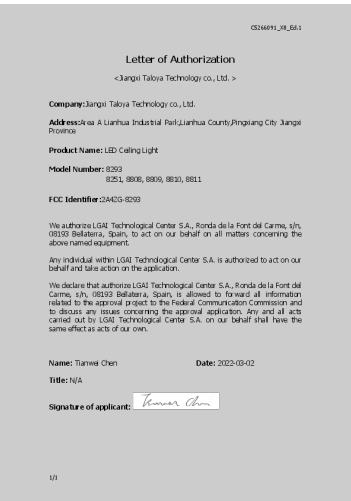 CS266091_X8_Ed.1
Letter of Authorization
<Jiangxi Taloya Technology co., Ltd. >
Company:Jiangxi Taloya Technology co., Ltd.
Address:Area A Lianhua Industrial Park,Lianhua County,Pingxiang City Jiangxi
Province
Product Name: LED Ceiling Light
Model Number: 8293
8251, 8808, 8809, 8810, 8811
FCC Identifier:2A4ZG-8293
We authorize LGAI Technological Center S.A., Ronda de la Font del Carme, s/n,
08193 Bellaterra, Spain, to act on our behalf on all matters concerning the
above named equipment.
Any individual within LGAI Technological Center S.A. is authorized to act on our
behalf and take action on the application.
We declare that authorize LGAI Technological Center S.A., Ronda de la Font del
Carme, s/n, 08193 Bellaterra, Spain, is allowed to forward all information
related to the approval project to the Federal Communication Commission and
to discuss any issues concerning the approval application. Any and all acts
carried out by LGAI Technological Center S.A. on our behalf shall have the
same effect as acts of our own.
Name: Tianwei Chen Date: 2022-03-02
Title: N/A
Signature of applicant:
1/1